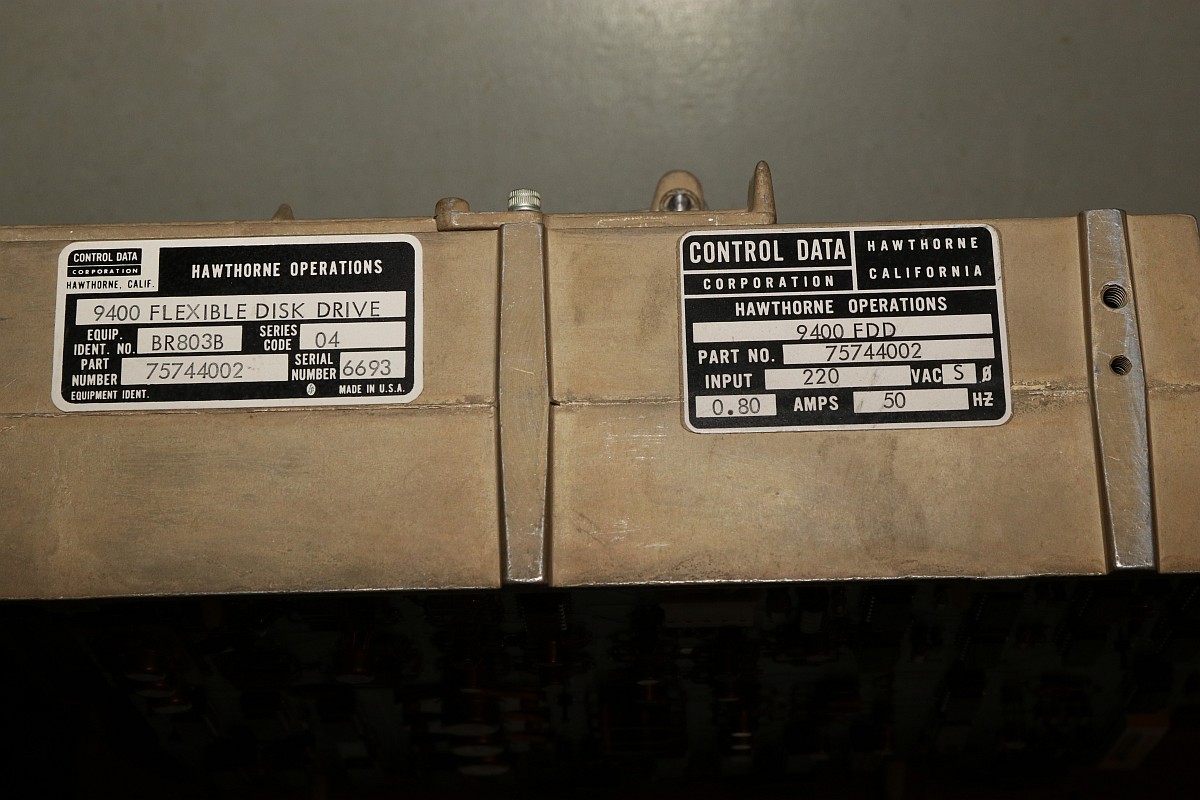 CONTROL DATA
CORPORATION
HAWTHORNE, CALIF.
HAWTHORNE OPERATIONS
9400 FLEXIBLE DISK DRIVE
EQUIP. IDENT. NO. BR803B SERIES CODE 04
PART NUMBER 75744002 SERIAL NUMBER 6693
EQUIPMENT IDENT. MADE IN U.S.A.
CONTROL DATA
CORPORATION
HAWTHORNE
CALIFORNIA
HAWTHORNE OPERATIONS
9400 FDD
PART NO. 75744002
INPUT 220 VAC S Ø
0.80 AMPS 50 HZ